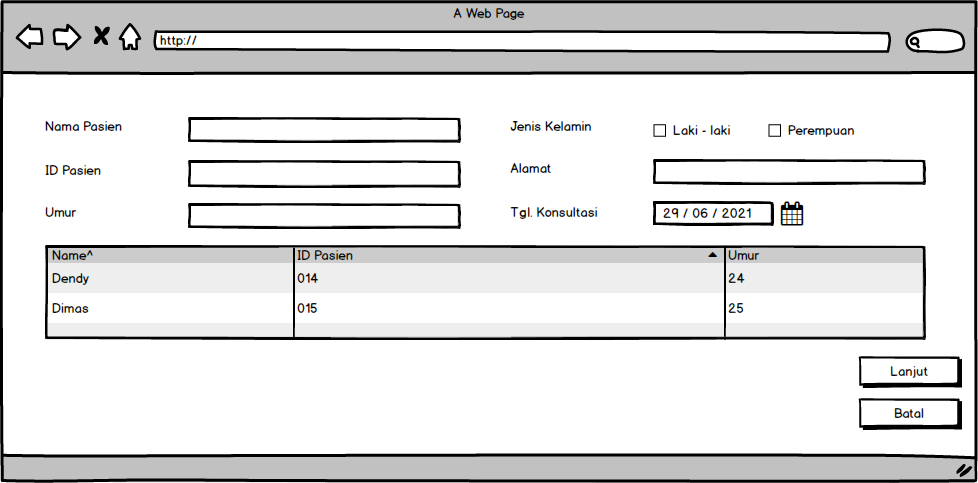 A Web Page
http://
Nama Pasien
Jenis Kelamin
Laki - laki
Perempuan
ID Pasien
Alamat
Umur
Tgl. Konsultasi
29 / 06 / 2021
Name^ ID Pasien Umur
Dendy 014 24
Dimas 015 25
Lanjut
Batal